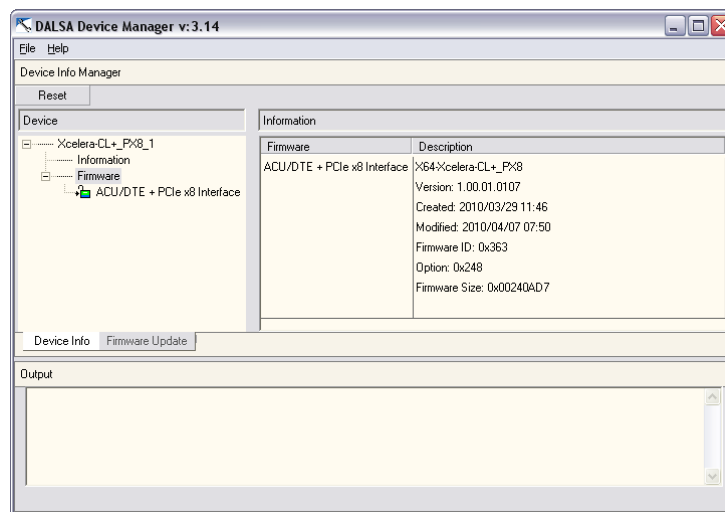 DALSA Device Manager v:3.14
File Help
Device Info Manager
Reset
Device
Information
Xcelera-CL+_PX8_1
Information
Firmware
ACU/DTE + PCIe x8 Interface
Firmware Description
ACU/DTE + PCIe x8 Interface X64-Xcelera-CL+_PX8
Version: 1.00.01.0107
Created: 2010/03/29 11:46
Modified: 2010/04/07 07:50
Firmware ID: 0x363
Option: 0x248
Firmware Size: 0x00240AD7
Device Info Firmware Update
Output